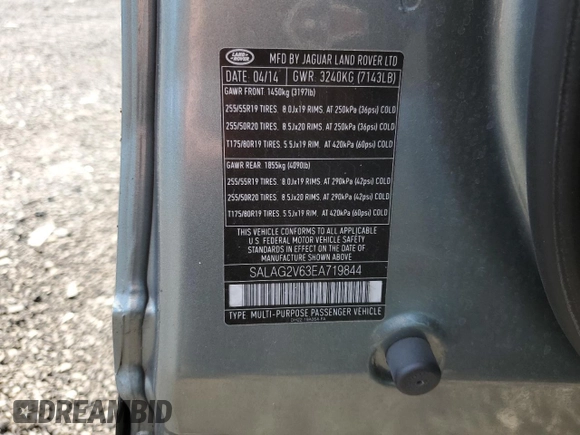 LAND ROVER
MFD BY JAGUAR LAND ROVER LTD
DATE 04/14 GWR. 3240KG (7143LB)
GAWR FRONT 1450kg (3197lb)
255/55R19 TIRES. 8 0Jx19 RIMS. AT 250kPa (36psi) COLD
255/50R20 TIRES. 8 5Jx20 RIMS. AT 250kPa (36psi) COLD
T175/80R19 TIRES. 5 5Jx19 RIM. AT 420kPa (60psi) COLD
GAWR REAR. 1855kg (4090lb)
255/55R19 TIRES. 8 0Jx19 RIMS. AT 290kPa (42psi) COLD
255/50R20 TIRES 8 5Jx20 RIMS. AT 290kPa (42psi) COLD
T175/80R19 TIRES. 5 5Jx19 RIM. AT 420kPa (60psi) COLD
THIS VEHICLE CONFORMS TO ALL APPLICABLE
U.S. FEDERAL MOTOR VEHICLE SAFETY
STANDARDS IN EFFECT ON THE DATE OF
MANUFACTURE SHOWN ABOVE.
SALAG2V63EA719844
TYPE: MULTI-PURPOSE PASSENGER VEHICLE
DREAMBID